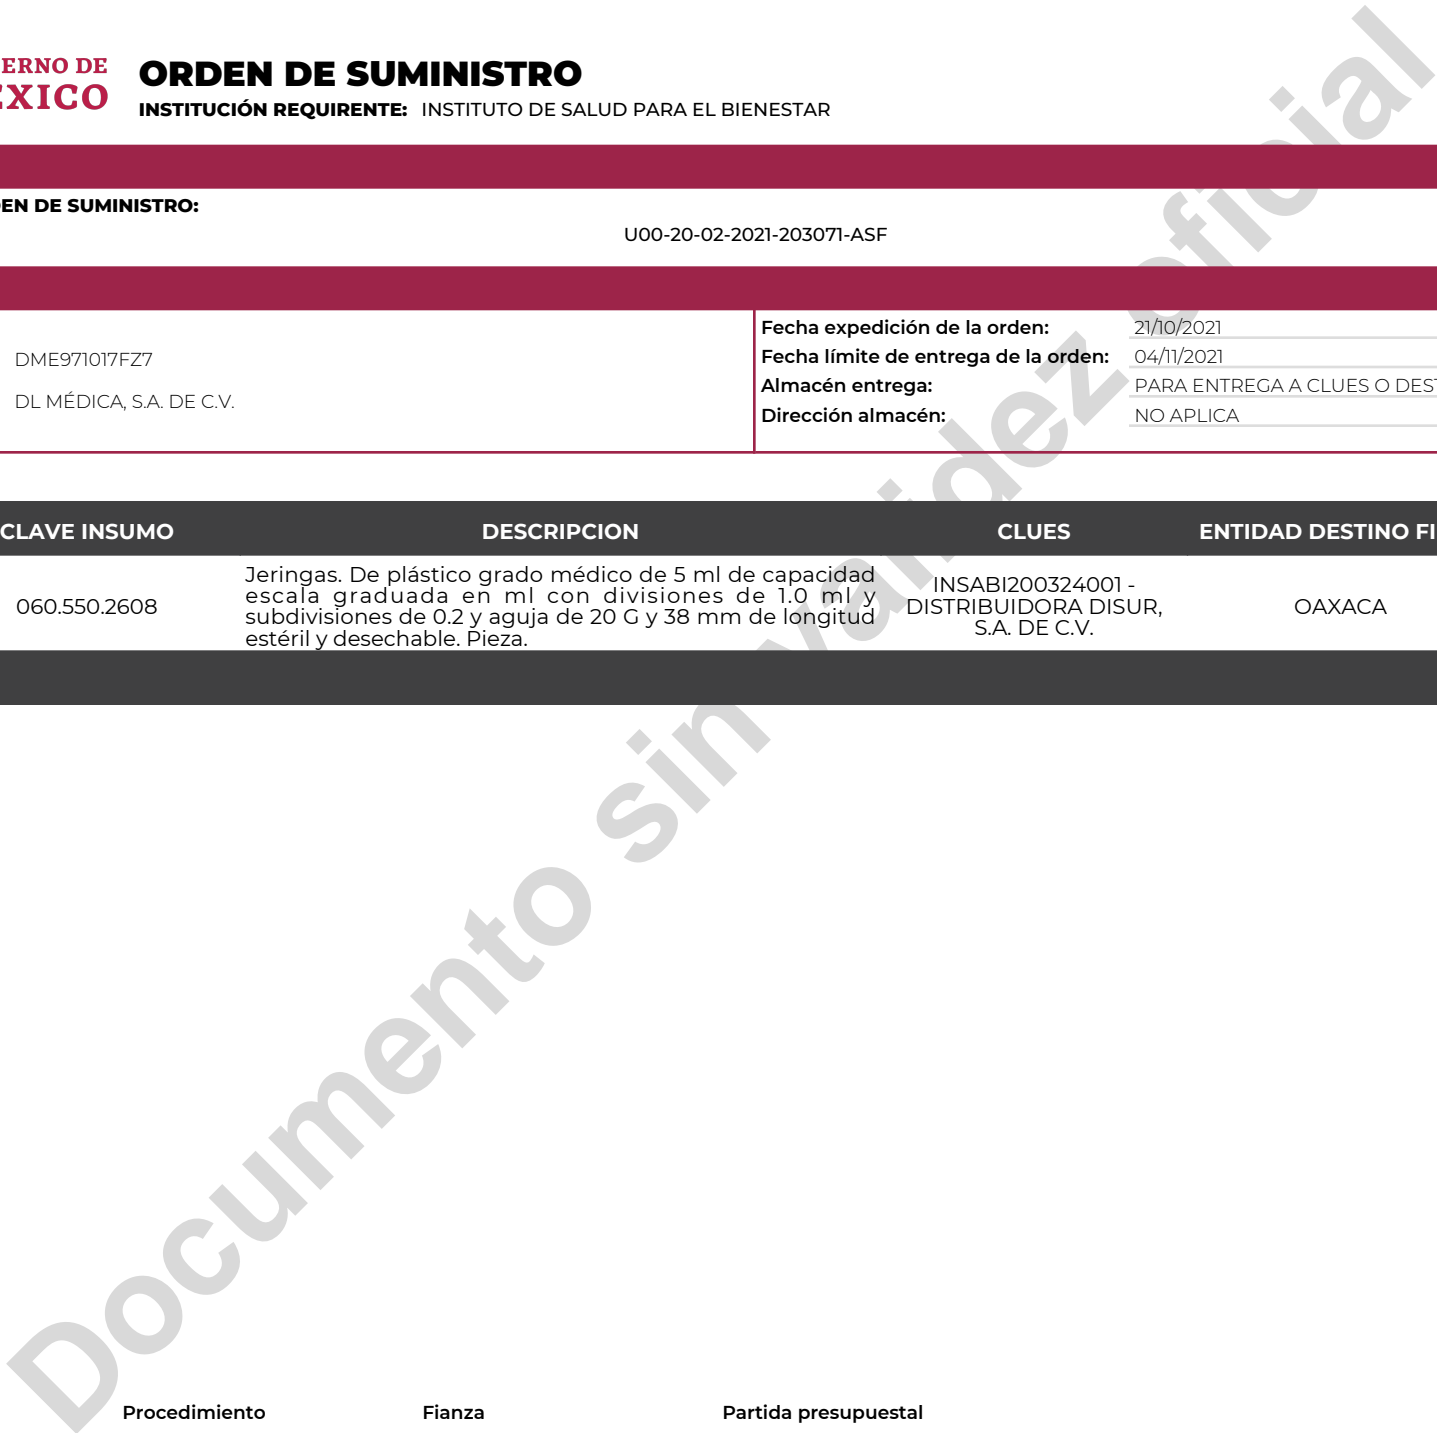 ERNO DE
EXICO
ORDEN DE SUMINISTRO
INSTITUCIÓN REQUIRENTE: INSTITUTO DE SALUD PARA EL BIENESTAR
EN DE SUMINISTRO:
U00-20-02-2021-203071-ASF
DME971017FZ7
DL MÉDICA, S.A. DE C.V.
Fecha expedición de la orden: 21/10/2021
Fecha límite de entrega de la orden: 04/11/2021
Almacén entrega: PARA ENTREGA A CLUES O DEST
Dirección almacén: NO APLICA
CLAVE INSUMO DESCRIPCION CLUES ENTIDAD DESTINO FI
060.550.2608
Jeringas. De plástico grado médico de 5 ml de capacidad
escala graduada en ml con divisiones de 1.0 ml y
subdivisiones de 0.2 y aguja de 20 G y 38 mm de longitud
estéril y desechable. Pieza.
INSABI200324001 -
DISTRIBUIDORA DISUR,
S.A. DE C.V.
OAXACA
Documento sin validez oficial
Procedimiento Fianza Partida presupuestal